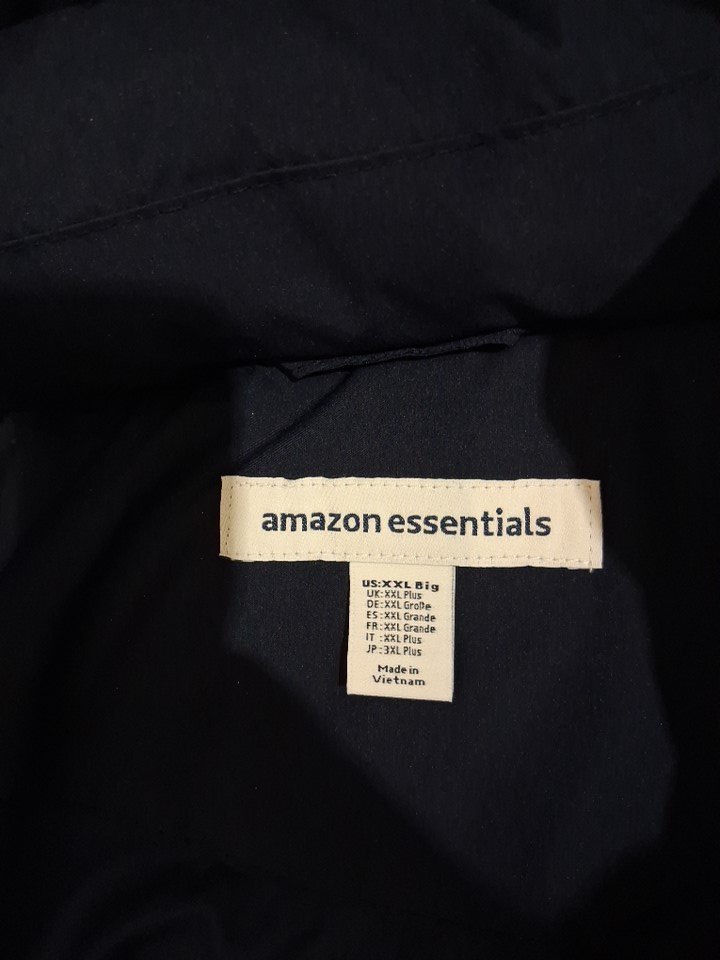 amazon essentials
US:XXL Big
UK:XXL Plus
DE:XXL Große
ES:XXL Grande
FR:XXL Grande
IT :XXL Plus
JP:3XL Plus
Made in
Vietnam